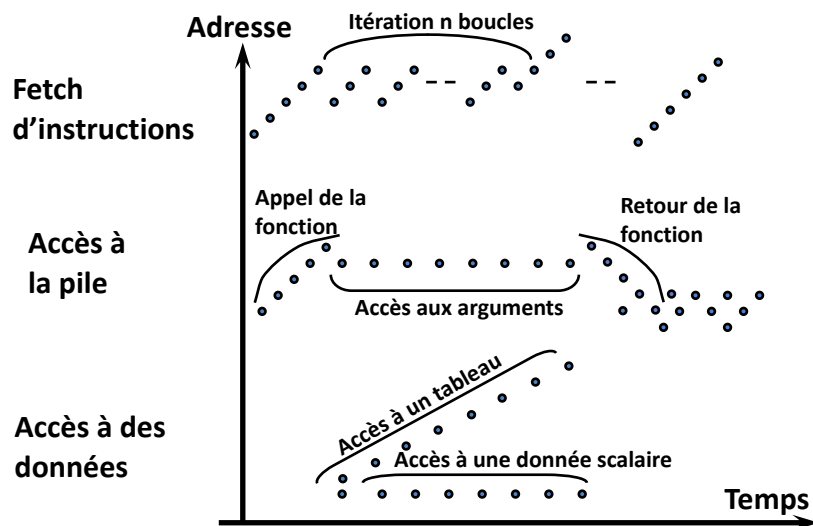 Adresse
Itération n boucles
Fetch
d’instructions
Appel de la
fonction
Retour de la
fonction
Accès à
la pile
Accès aux arguments
Accès à un tableau
Accès à des
données
Accès à une donnée scalaire
Temps